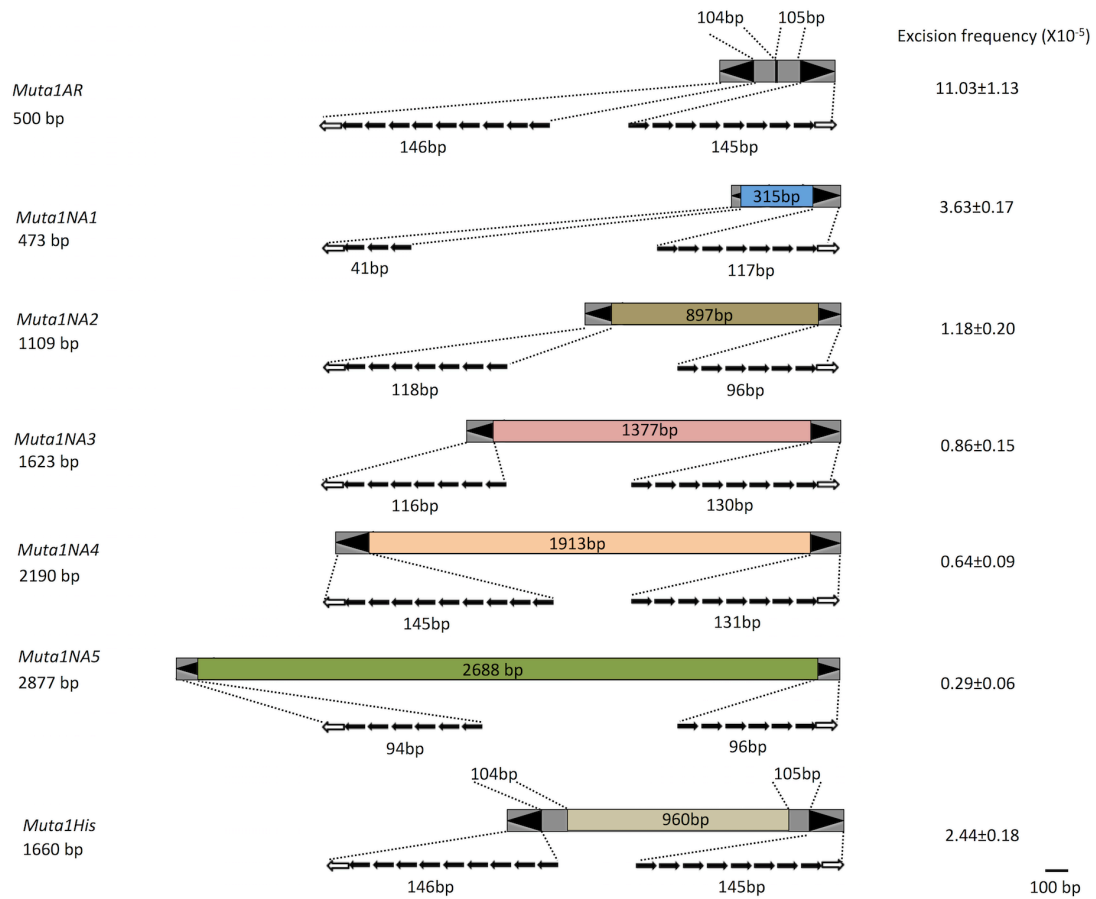 104bp 105bp
Excision frequency (X10⁻⁵)
Muta1AR
500 bp
11.03±1.13
146bp 145bp
Muta1NA1
473 bp
315bp
3.63±0.17
41bp 117bp
Muta1NA2
1109 bp
897bp
1.18±0.20
118bp 96bp
Muta1NA3
1623 bp
1377bp
0.86±0.15
116bp 130bp
Muta1NA4
2190 bp
1913bp
0.64±0.09
145bp 131bp
Muta1NA5
2877 bp
2688 bp
0.29±0.06
94bp 96bp
104bp 105bp
Muta1His
1660 bp
960bp
2.44±0.18
146bp 145bp
100 bp